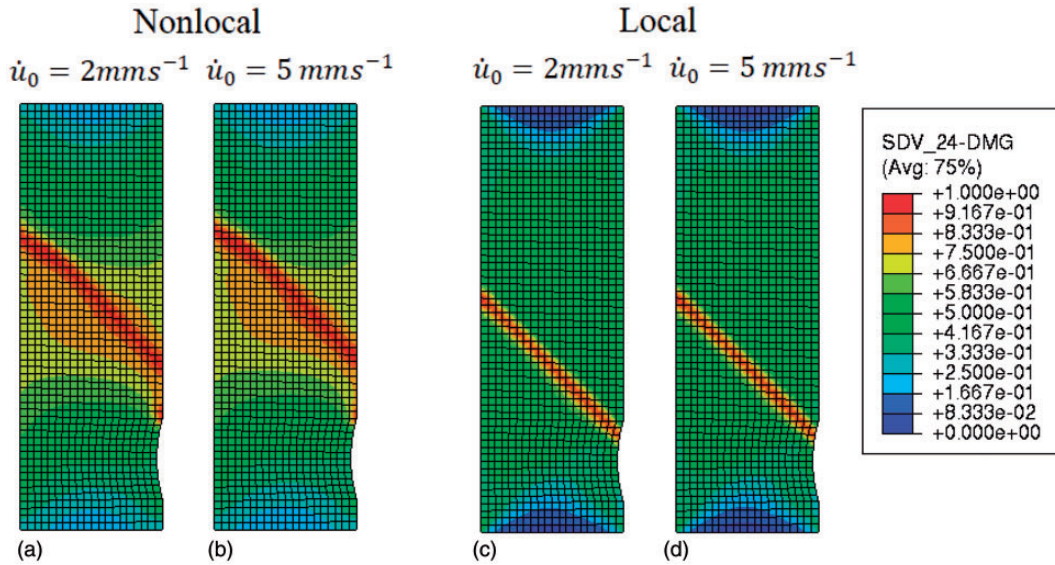 Nonlocal Local
u̇₀ = 2mms⁻¹ u̇₀ = 5 mms⁻¹ u̇₀ = 2mms⁻¹ u̇₀ = 5 mms⁻¹
SDV_24-DMG
(Avg: 75%)
+1.000e+00
+9.167e-01
+8.333e-01
+7.500e-01
+6.667e-01
+5.833e-01
+5.000e-01
+4.167e-01
+3.333e-01
+2.500e-01
+1.667e-01
+8.333e-02
+0.000e+00
(a) (b) (c) (d)